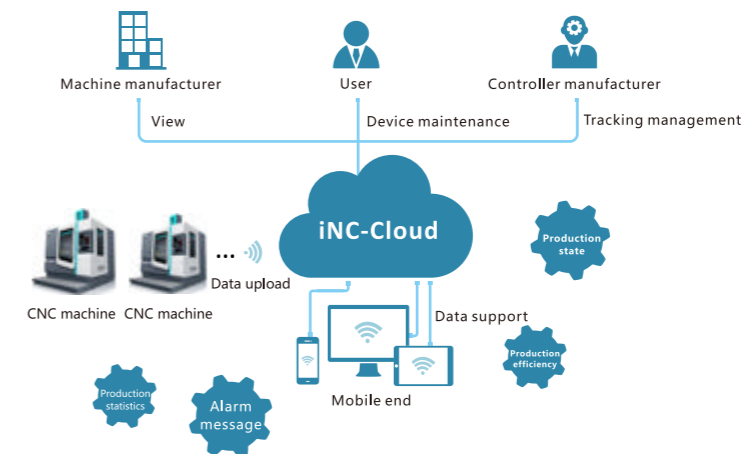 Machine manufacturer
User
Controller manufacturer
View
Device maintenance
Tracking management
iNC-Cloud
Production
state
...
Data upload
CNC machine
CNC machine
Data support
Production
efficiency
Mobile end
Production
statistics
Alarm
message